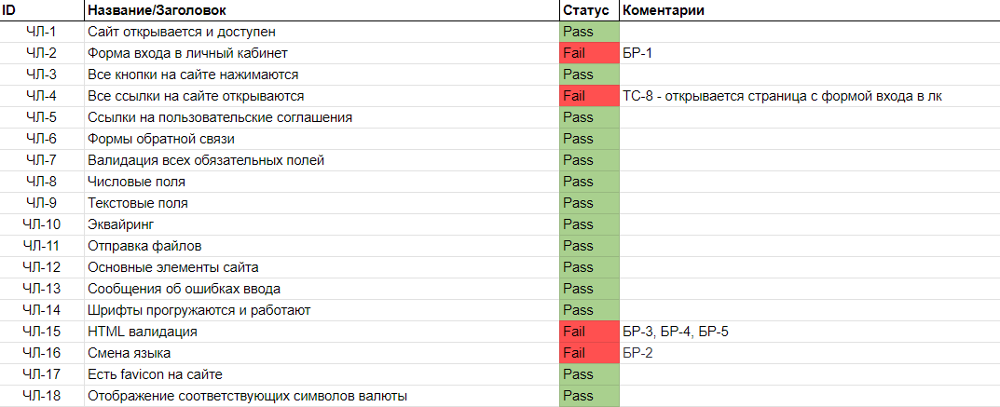 ID Название/Заголовок Статус Коментарии
ЧЛ-1 Сайт открывается и доступен Pass
ЧЛ-2 Форма входа в личный кабинет Fail БР-1
ЧЛ-3 Все кнопки на сайте нажимаются Pass
ЧЛ-4 Все ссылки на сайте открываются Fail ТС-8 - открывается страница с формой входа в лк
ЧЛ-5 Ссылки на пользовательские соглашения Pass
ЧЛ-6 Формы обратной связи Pass
ЧЛ-7 Валидация всех обязательных полей Pass
ЧЛ-8 Числовые поля Pass
ЧЛ-9 Текстовые поля Pass
ЧЛ-10 Эквайринг Pass
ЧЛ-11 Отправка файлов Pass
ЧЛ-12 Основные элементы сайта Pass
ЧЛ-13 Сообщения об ошибках ввода Pass
ЧЛ-14 Шрифты прогружаются и работают Pass
ЧЛ-15 HTML валидация Fail БР-3, БР-4, БР-5
ЧЛ-16 Смена языка Fail БР-2
ЧЛ-17 Есть favicon на сайте Pass
ЧЛ-18 Отображение соответствующих символов валюты Pass